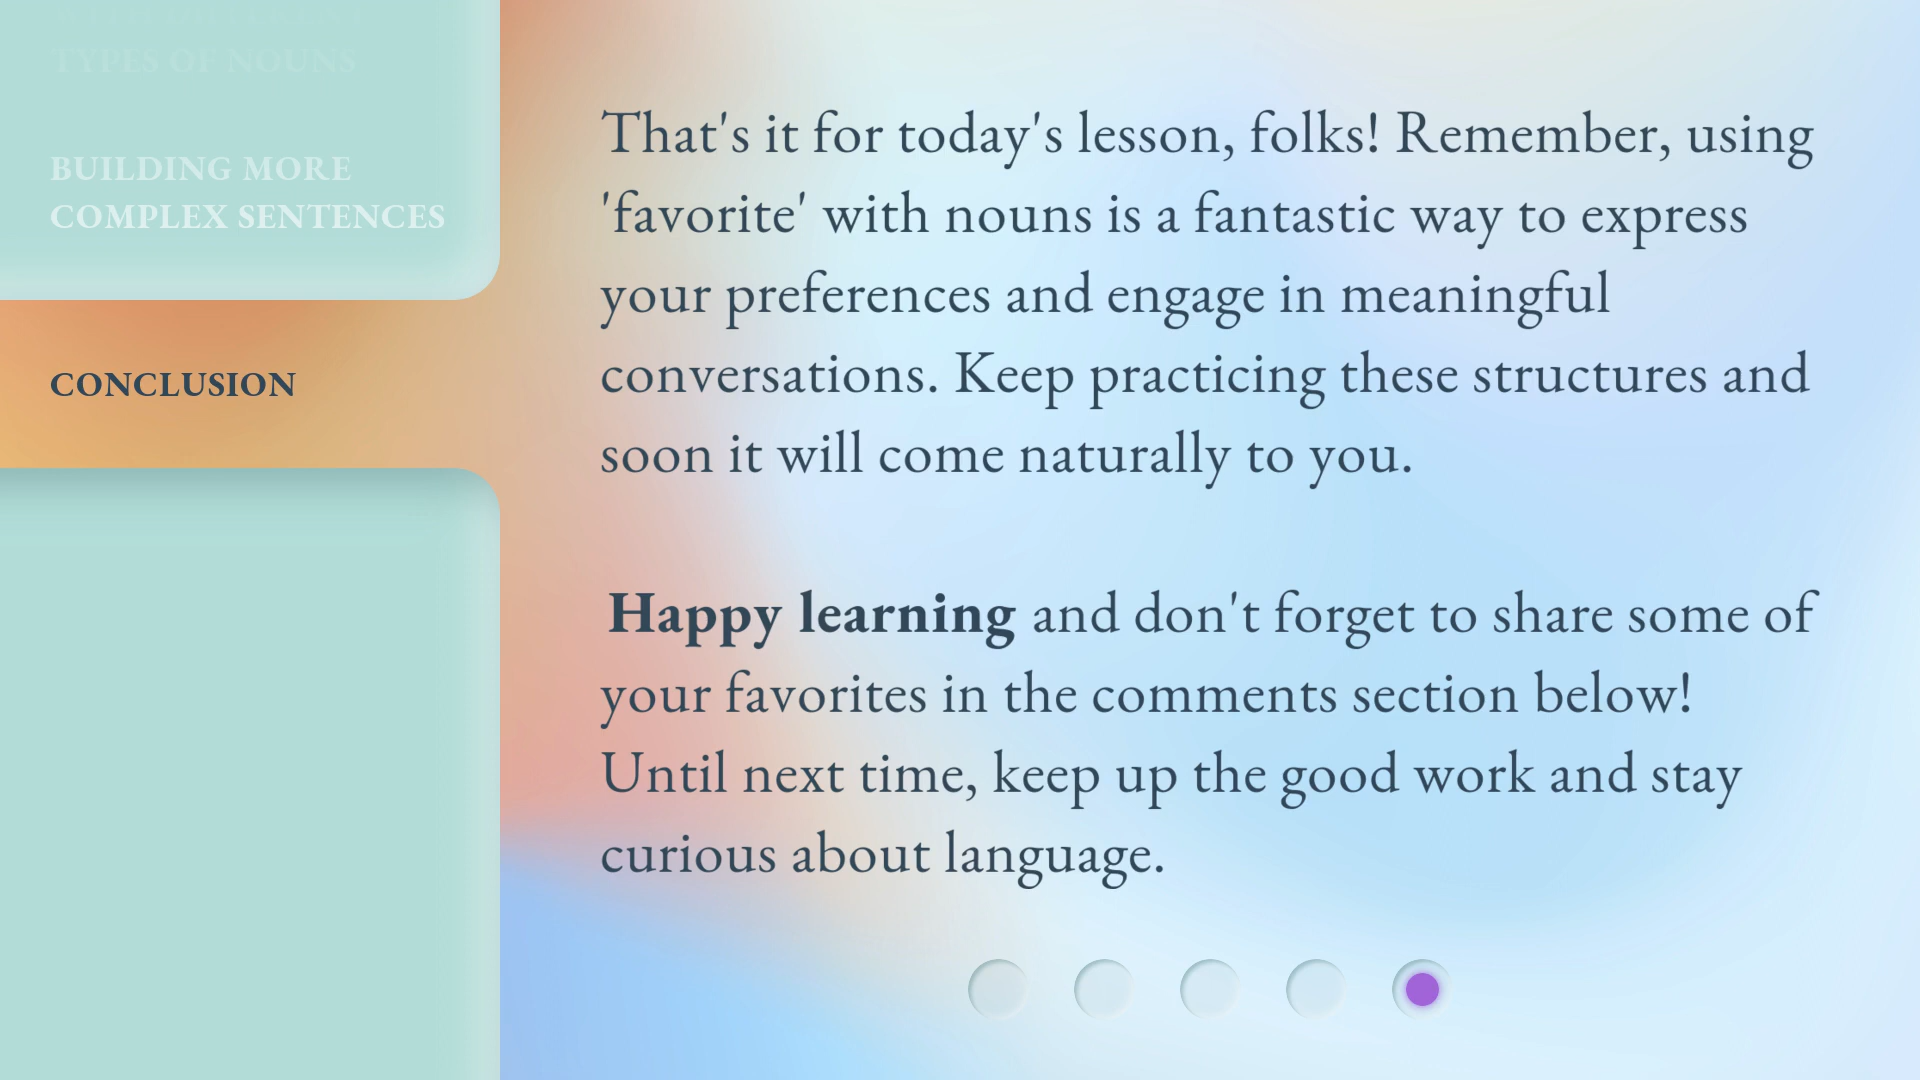 TYPES OF NOUNS
BUILDING MORE
COMPLEX SENTENCES
CONCLUSION
That's it for today's lesson, folks! Remember, using
'favorite' with nouns is a fantastic way to express
your preferences and engage in meaningful
conversations. Keep practicing these structures and
soon it will come naturally to you.
Happy learning and don't forget to share some of
your favorites in the comments section below!
Until next time, keep up the good work and stay
curious about language.